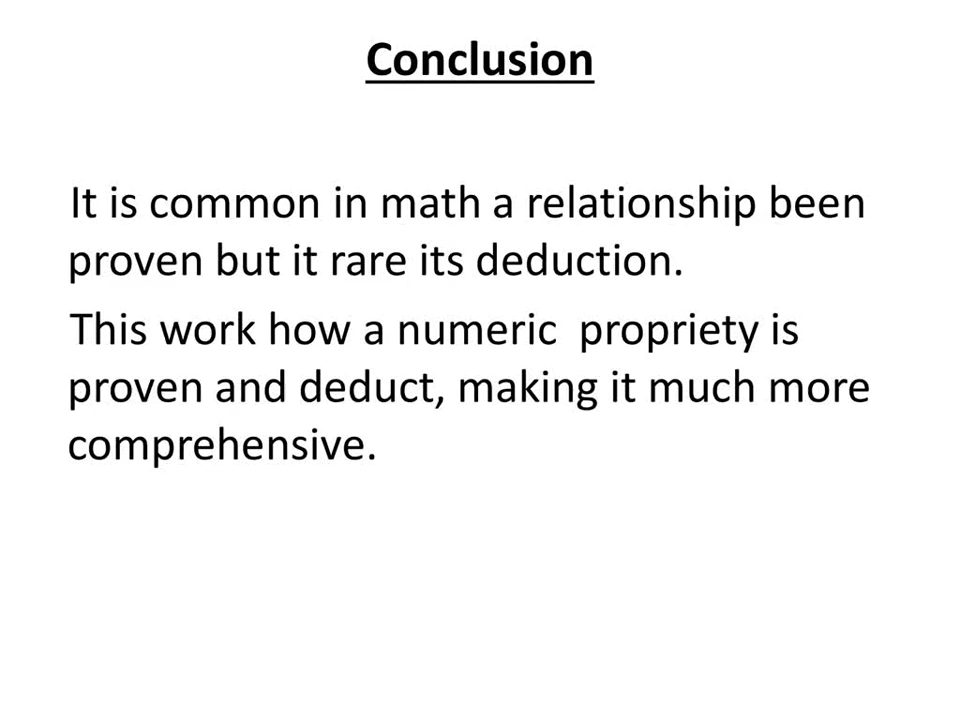 Conclusion
It is common in math a relationship been
proven but it rare its deduction.
This work how a numeric  propriety is
proven and deduct, making it much more
comprehensive.